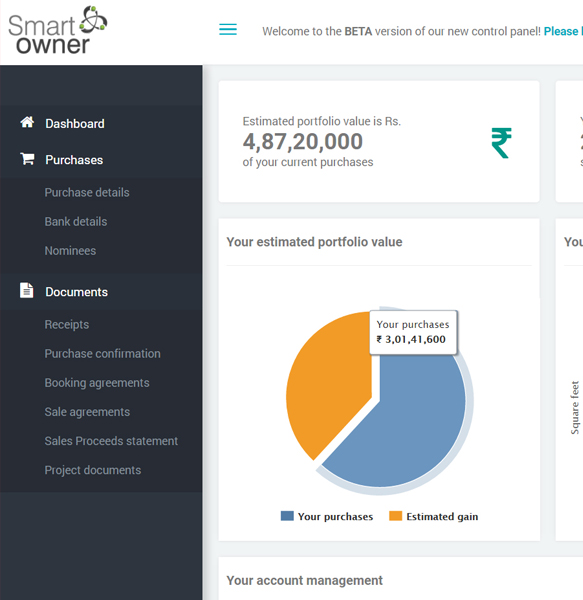 Smart
owner
Welcome to the BETA version of our new control panel! Please
Dashboard
Purchases
Purchase details
Bank details
Nominees
Documents
Receipts
Purchase confirmation
Booking agreements
Sale agreements
Sales Proceeds statement
Project documents
Estimated portfolio value is Rs.
4,87,20,000
of your current purchases
₹
Your estimated portfolio value
Your purchases
₹ 3,01,41,600
Your purchases
Estimated gain
You
Square feet
Your account management